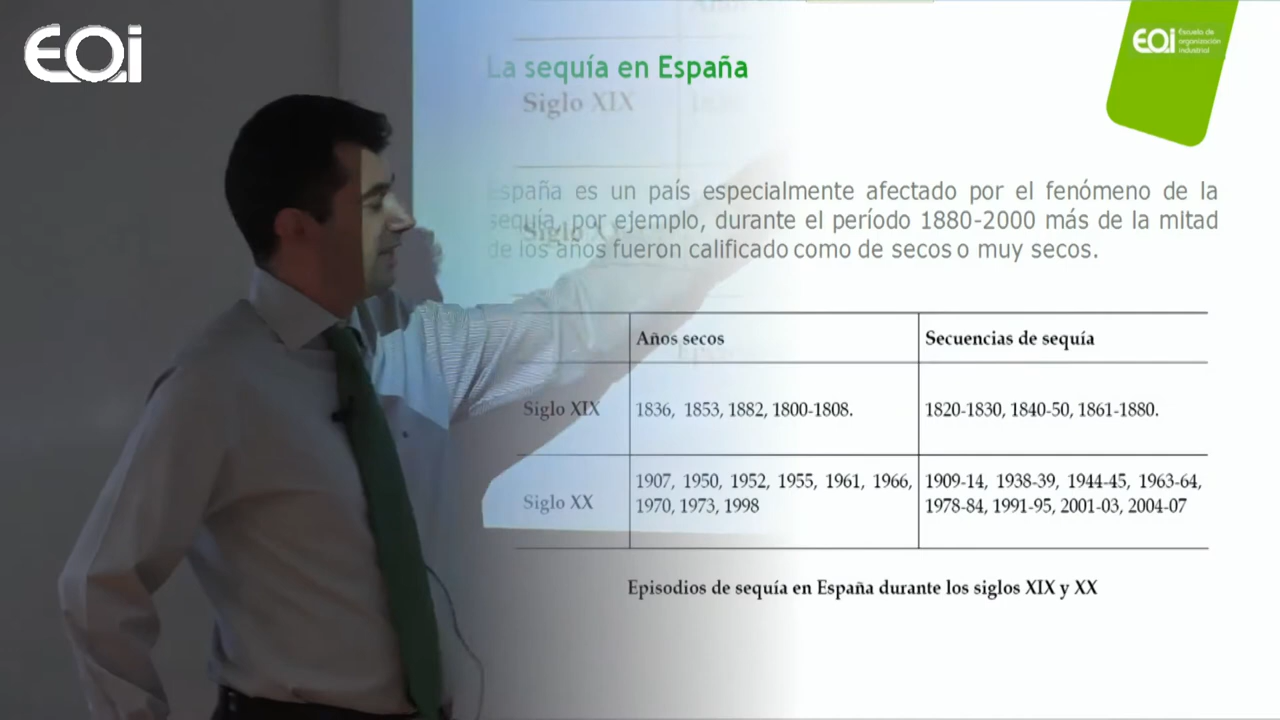 EOi
EOi Escuela de
organización
industrial
La sequía en España
Siglo XIX
España es un país especialmente afectado por el fenómeno de la
sequía, por ejemplo, durante el período 1880-2000 más de la mitad
de los años fueron calificado como de secos o muy secos.
Siglo
Años secos
Secuencias de sequía
Siglo XIX
1836, 1853, 1882, 1800-1808.
1820-1830, 1840-50, 1861-1880.
Siglo XX
1907, 1950, 1952, 1955, 1961, 1966,
1970, 1973, 1998
1909-14, 1938-39, 1944-45, 1963-64,
1978-84, 1991-95, 2001-03, 2004-07
Episodios de sequía en España durante los siglos XIX y XX